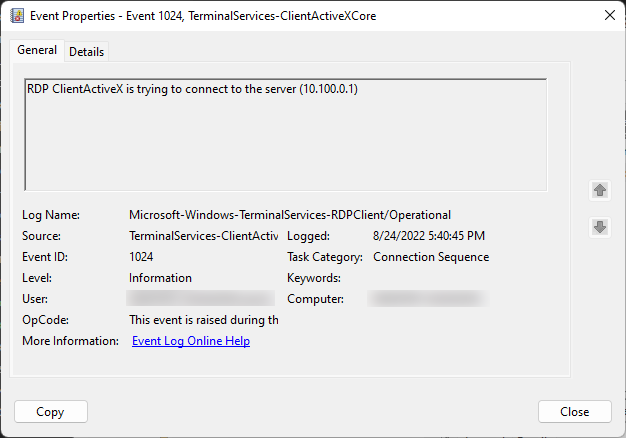 Event Properties - Event 1024, TerminalServices-ClientActiveXCore
General Details
RDP ClientActiveX is trying to connect to the server (10.100.0.1)
Log Name: Microsoft-Windows-TerminalServices-RDPClient/Operational
Source: TerminalServices-ClientActiv Logged: 8/24/2022 5:40:45 PM
Event ID: 1024 Task Category: Connection Sequence
Level: Information Keywords:
User: Computer:
OpCode: This event is raised during th
More Information: Event Log Online Help
Copy Close